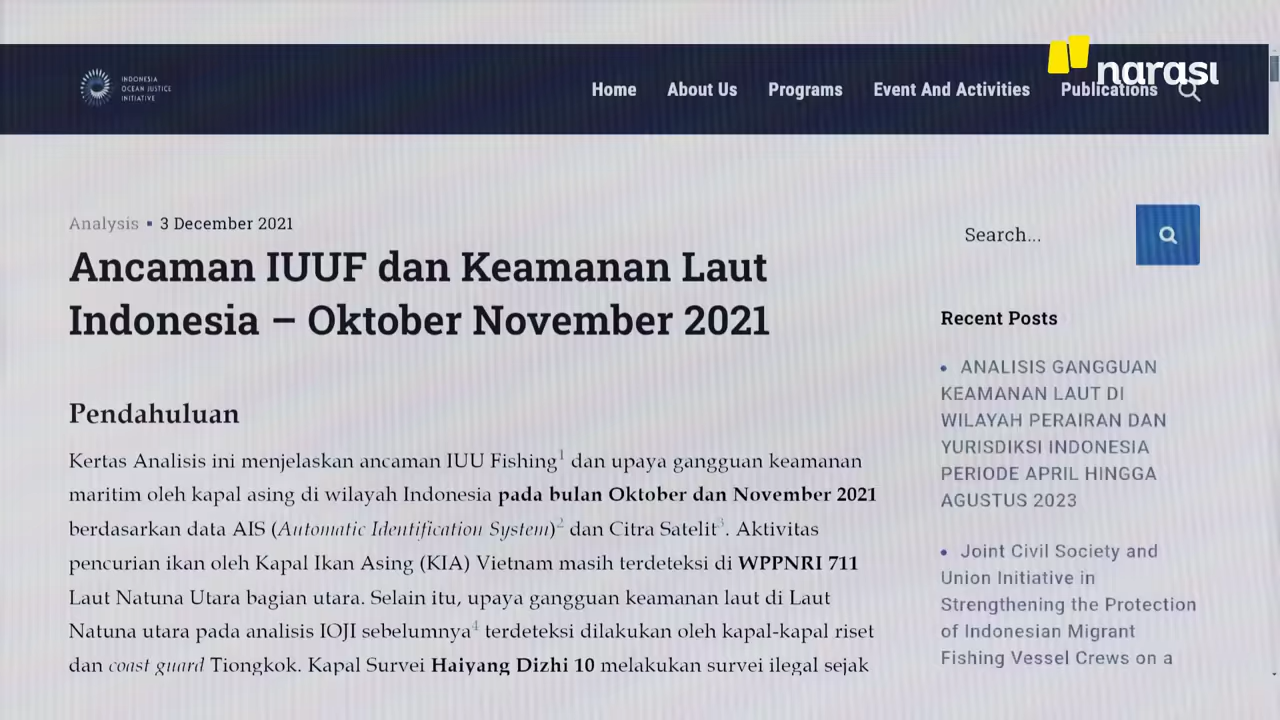 narasi
INDONESIA
OCEAN JUSTICE
INITIATIVE
Home
About Us
Programs
Event And Activities
Publications
Analysis ▪ 3 December 2021
Ancaman IUUF dan Keamanan Laut
Indonesia – Oktober November 2021
Pendahuluan
Kertas Analisis ini menjelaskan ancaman IUU Fishing¹ dan upaya gangguan keamanan
maritim oleh kapal asing di wilayah Indonesia pada bulan Oktober dan November 2021
berdasarkan data AIS (Automatic Identification System)² dan Citra Satelit³. Aktivitas
pencurian ikan oleh Kapal Ikan Asing (KIA) Vietnam masih terdeteksi di WPPNRI 711
Laut Natuna Utara bagian utara. Selain itu, upaya gangguan keamanan laut di Laut
Natuna utara pada analisis IOJI sebelumnya⁴ terdeteksi dilakukan oleh kapal-kapal riset
dan coast guard Tiongkok. Kapal Survei Haiyang Dizhi 10 melakukan survei ilegal sejak
Search...
Recent Posts
• ANALISIS GANGGUAN
KEAMANAN LAUT DI
WILAYAH PERAIRAN DAN
YURISDIKSI INDONESIA
PERIODE APRIL HINGGA
AGUSTUS 2023
• Joint Civil Society and
Union Initiative in
Strengthening the Protection
of Indonesian Migrant
Fishing Vessel Crews on a